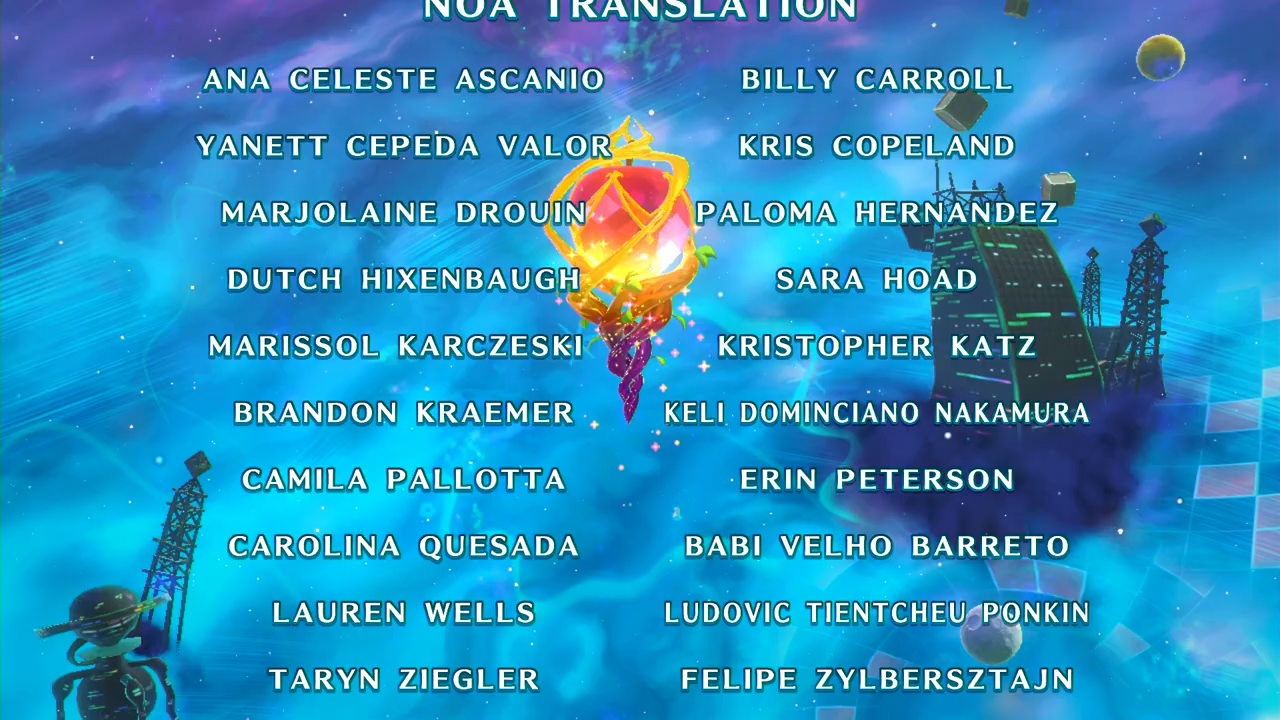 NOA TRANSLATION
ANA CELESTE ASCANIO BILLY CARROLL
YANETT CEPEDA VALOR KRIS COPELAND
MARJOLAINE DROUIN PALOMA HERNANDEZ
DUTCH HIXENBAUGH SARA HOAD
MARISSOL KARCZESKI KRISTOPHER KATZ
BRANDON KRAEMER KELI DOMINCIANO NAKAMURA
CAMILA PALLOTTA ERIN PETERSON
CAROLINA QUESADA BABI VELHO BARRETO
LAUREN WELLS LUDOVIC TIENTCHEU PONKIN
TARYN ZIEGLER FELIPE ZYLBERSZTAJN